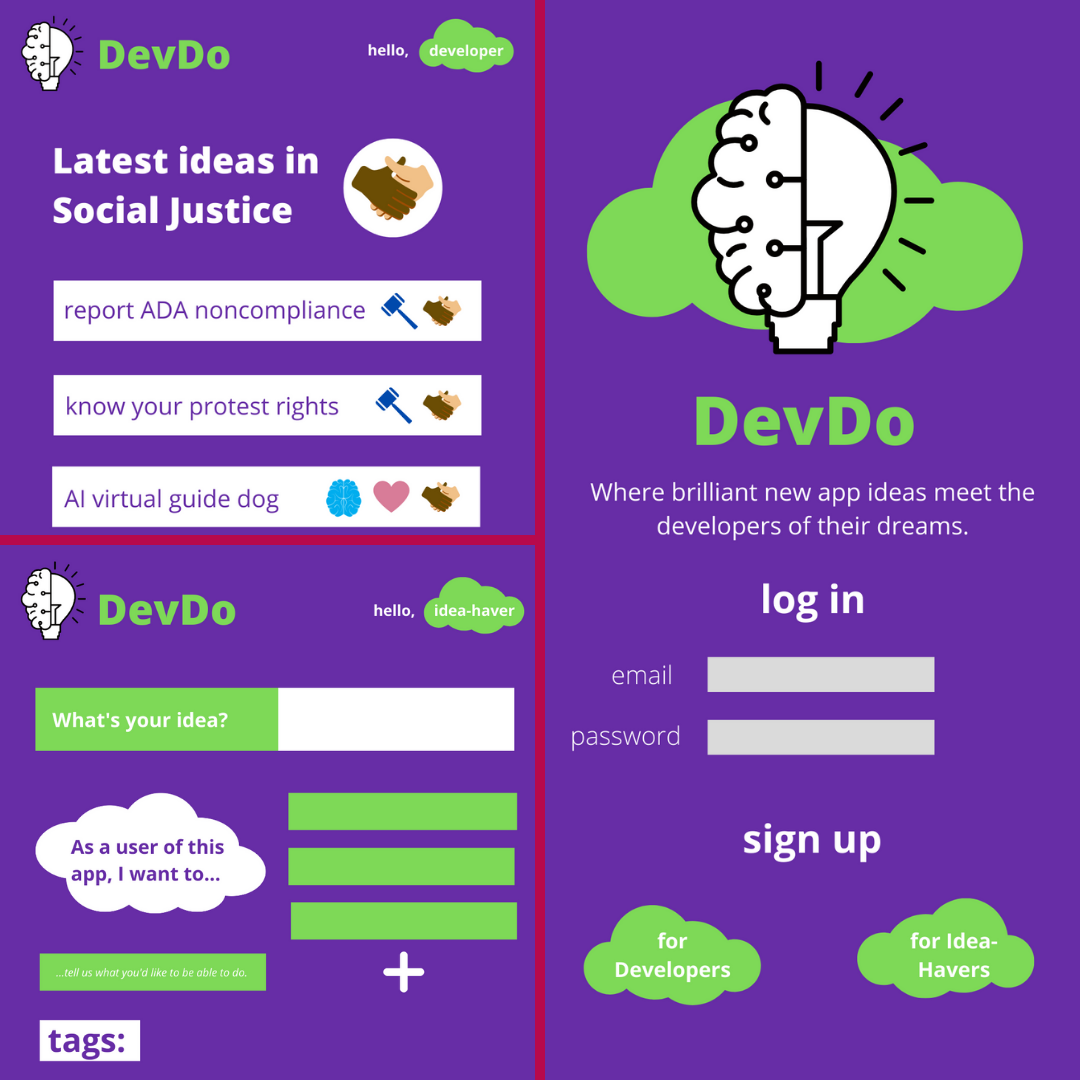 DevDo
hello, developer
Latest ideas in
Social Justice
report ADA noncompliance
know your protest rights
AI virtual guide dog
DevDo
hello, idea-haver
What's your idea?
As a user of this
app, I want to...
...tell us what you'd like to be able to do.
+
tags:
DevDo
Where brilliant new app ideas meet the
developers of their dreams.
log in
email
password
sign up
for
Developers
for Idea-
Havers